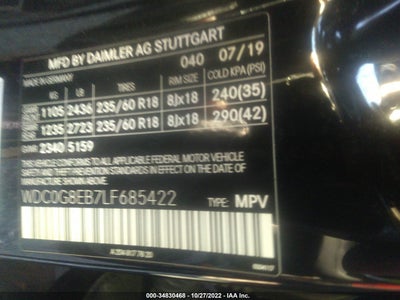 MFD BY DAIMLER AG STUTTGART
MADE IN GERMANY 040 07/19
KG LB TIRES RIM SIZE COLD KPA(PSI)
1105 2436 235/60 R18 8Jx18 240(35)
1235 2723 235/60 R18 8Jx18 290(42)
2340 5159
THIS VEHICLE CONFORMS TO ALL APPLICABLE FEDERAL MOTOR VEHICLE SAFETY
AND THEFT PREVENTION STANDARDS IN EFFECT ON THE DATE OF
MANUFACTURE SHOWN ABOVE.
WDC0G8EB7LF685422 TYPE: MPV
000-34830468 - 10/27/2022 - IAAI.COM